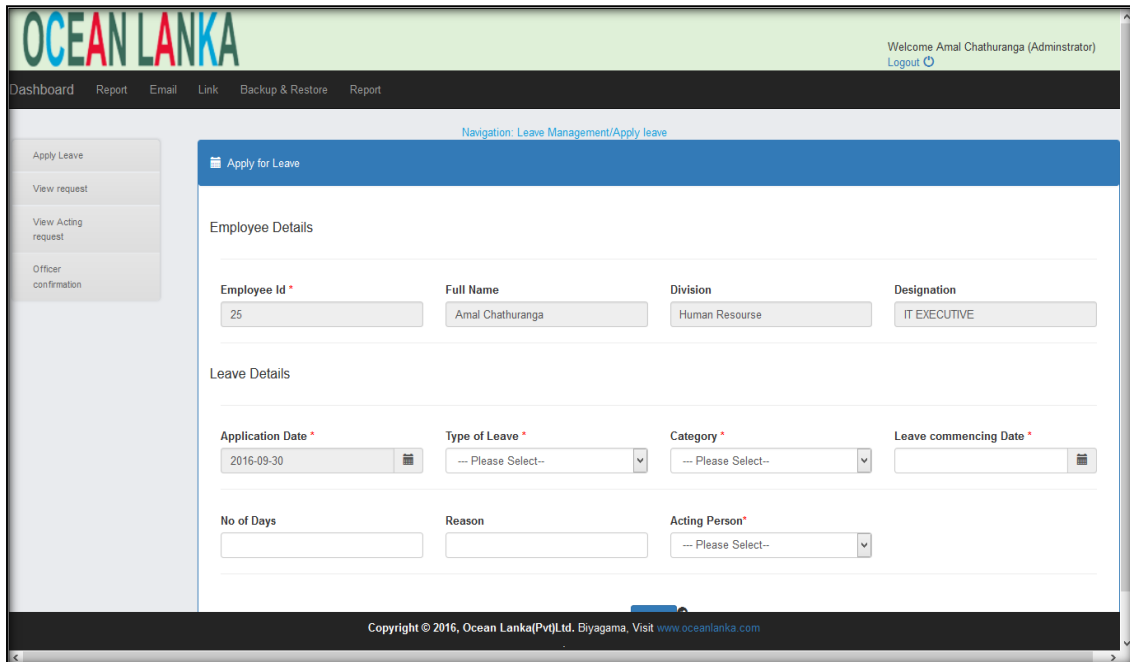 OCEAN LANKA
Welcome Amal Chathuranga (Adminstrator)
Logout
Dashboard Report Email Link Backup & Restore Report
Navigation: Leave Management/Apply leave
Apply Leave
View request
View Acting
request
Officer
confirmation
Apply for Leave
Employee Details
Employee Id * Full Name Division Designation
25 Amal Chathuranga Human Resourse IT EXECUTIVE
Leave Details
Application Date * Type of Leave * Category * Leave commencing Date *
2016-09-30 --- Please Select-- --- Please Select--
No of Days Reason Acting Person*
--- Please Select--
Copyright © 2016, Ocean Lanka(Pvt)Ltd. Biyagama, Visit www.oceanlanka.com
.